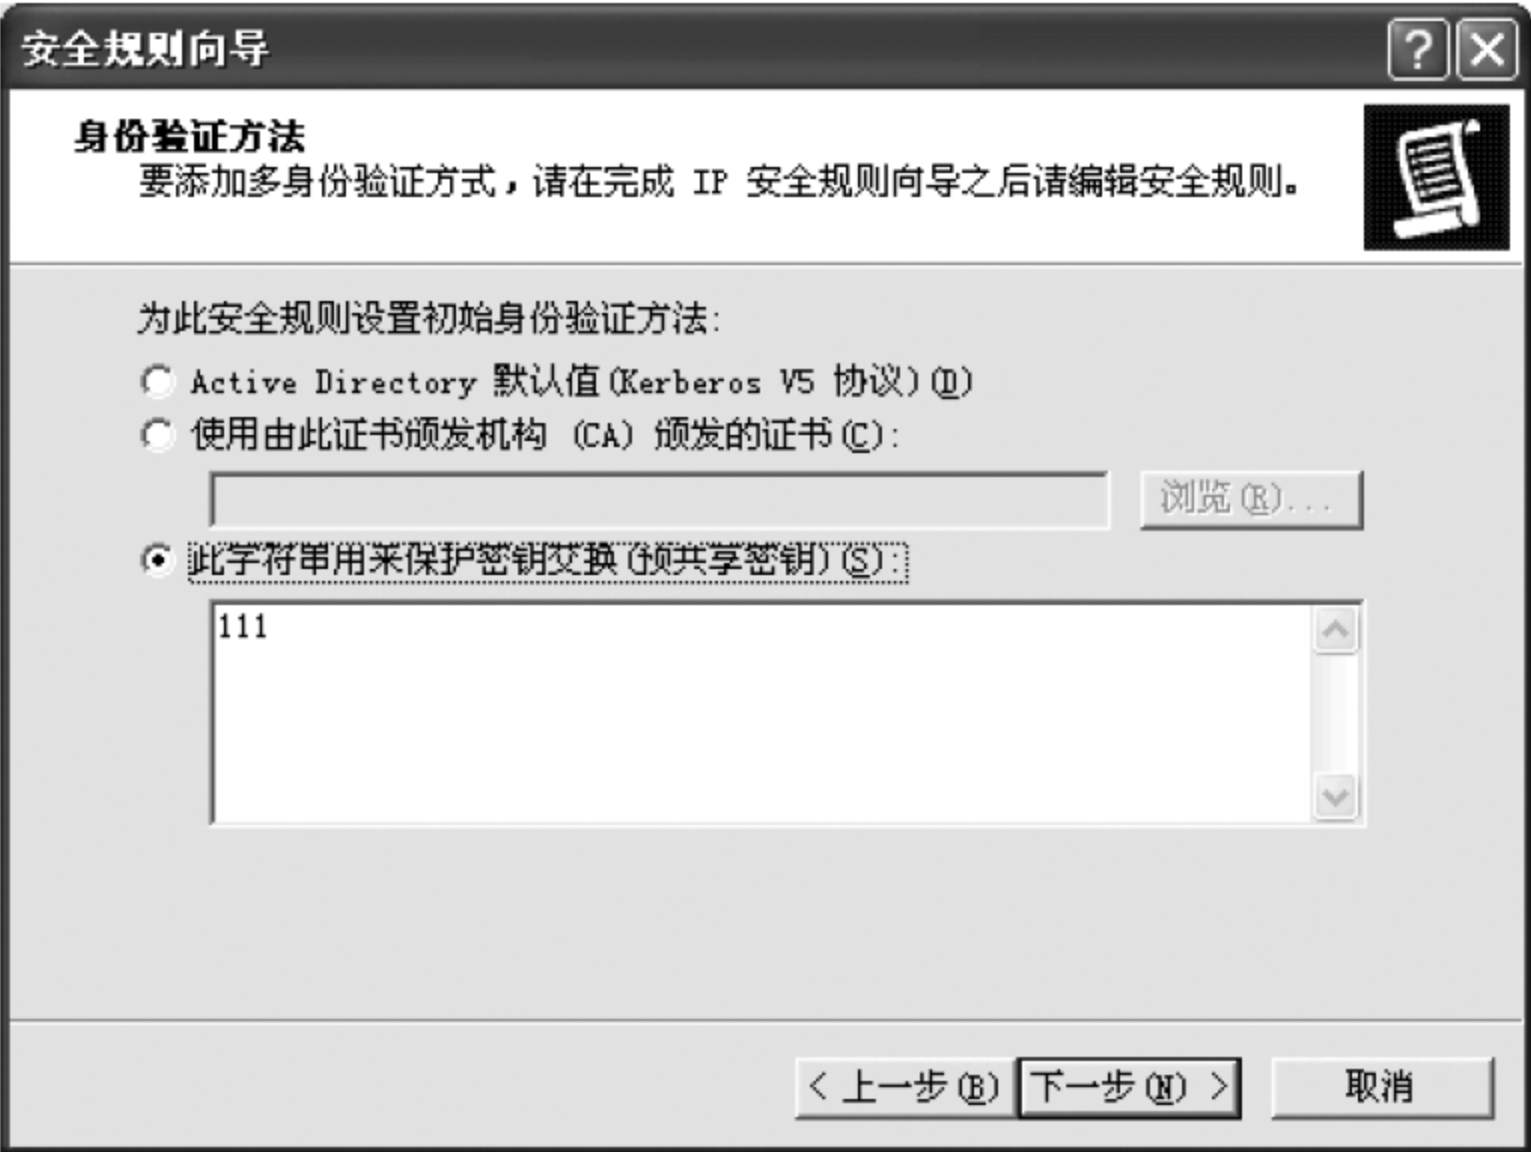 安全规则向导
身份验证方法
要添加多身份验证方式，请在完成 IP 安全规则向导之后请编辑安全规则。
为此安全规则设置初始身份验证方法:
Active Directory 默认值(Kerberos V5 协议)(D)
使用由此证书颁发机构 (CA) 颁发的证书(C):
浏览(R)...
此字符串用来保护密钥交换(预共享密钥)(S):
111
< 上一步(B)
下一步(N) >
取消